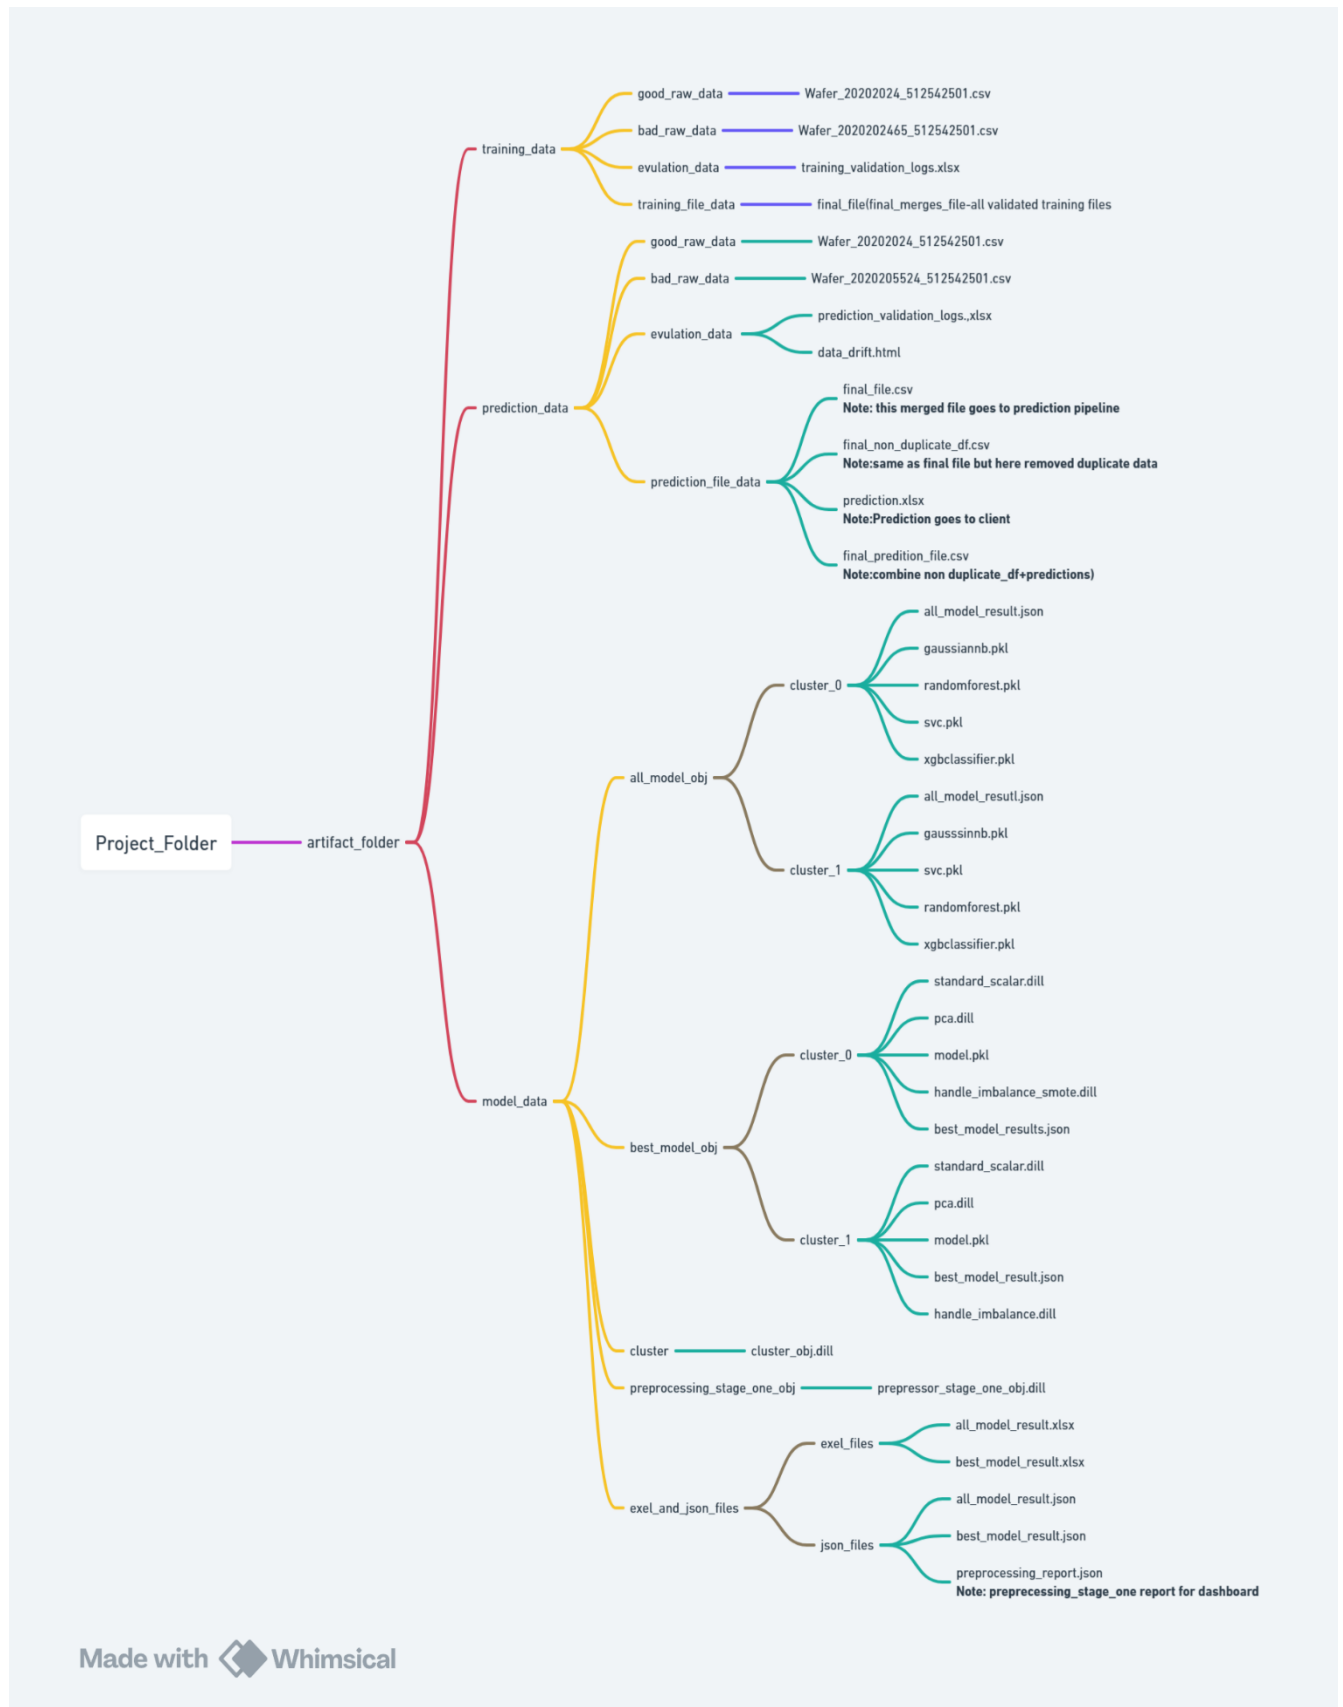 good_raw_data
Wafer_20202024_512542501.csv
bad_raw_data
Wafer_2020202465_512542501.csv
training_data
evulation_data
training_validation_logs.xlsx
training_file_data
final_file(final_merges_file-all validated training files
good_raw_data
Wafer_20202024_512542501.csv
bad_raw_data
Wafer_2020205524_512542501.csv
evulation_data
prediction_validation_logs.,xlsx
data_drift.html
prediction_data
final_file.csv
Note: this merged file goes to prediction pipeline
final_non_duplicate_df.csv
Note:same as final file but here removed duplicate data
prediction_file_data
prediction.xlsx
Note:Prediction goes to client
final_predition_file.csv
Note:combine non duplicate_df+predictions)
all_model_result.json
gaussiannb.pkl
cluster_0
randomforest.pkl
svc.pkl
xgbclassifier.pkl
all_model_obj
all_model_resutl.json
gausssinnb.pkl
Project_Folder
artifact_folder
cluster_1
svc.pkl
randomforest.pkl
xgbclassifier.pkl
standard_scalar.dill
pca.dill
cluster_0
model.pkl
handle_imbalance_smote.dill
best_model_results.json
model_data
best_model_obj
standard_scalar.dill
pca.dill
cluster_1
model.pkl
best_model_result.json
handle_imbalance.dill
cluster
cluster_obj.dill
preprocessing_stage_one_obj
prepressor_stage_one_obj.dill
exel_files
all_model_result.xlsx
best_model_result.xlsx
exel_and_json_files
all_model_result.json
json_files
best_model_result.json
preprocessing_report.json
Note: preprecessing_stage_one report for dashboard
Made with Whimsical